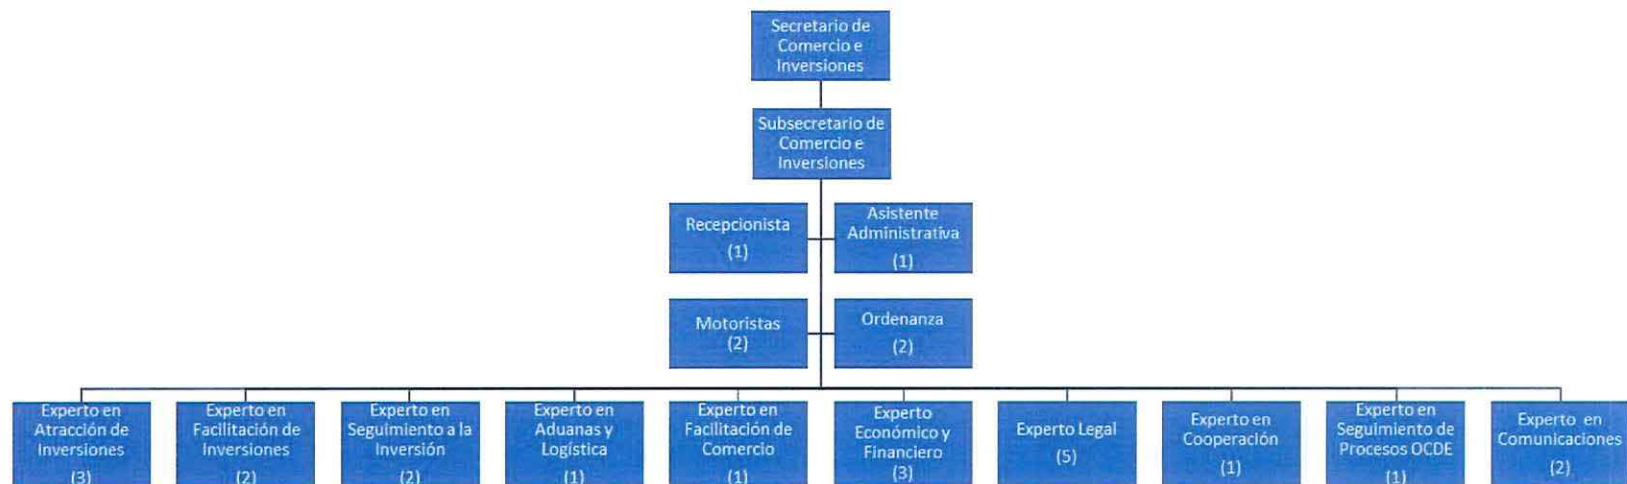 Secretario de
Comercio e
Inversiones
Subsecretario de
Comercio e
Inversiones
Recepcionista
(1)
Asistente
Administrativa
(1)
Motoristas
(2)
Ordenanza
(2)
Experto en
Atracción de
Inversiones
(3)
Experto en
Facilitación de
Inversiones
(2)
Experto en
Seguimiento a la
Inversión
(2)
Experto en
Aduanas y
Logística
(1)
Experto en
Facilitación de
Comercio
(1)
Experto
Económico y
Financiero
(3)
Experto Legal
(5)
Experto en
Cooperación
(1)
Experto en
Seguimiento de
Procesos OCDE
(1)
Experto en
Comunicaciones
(2)